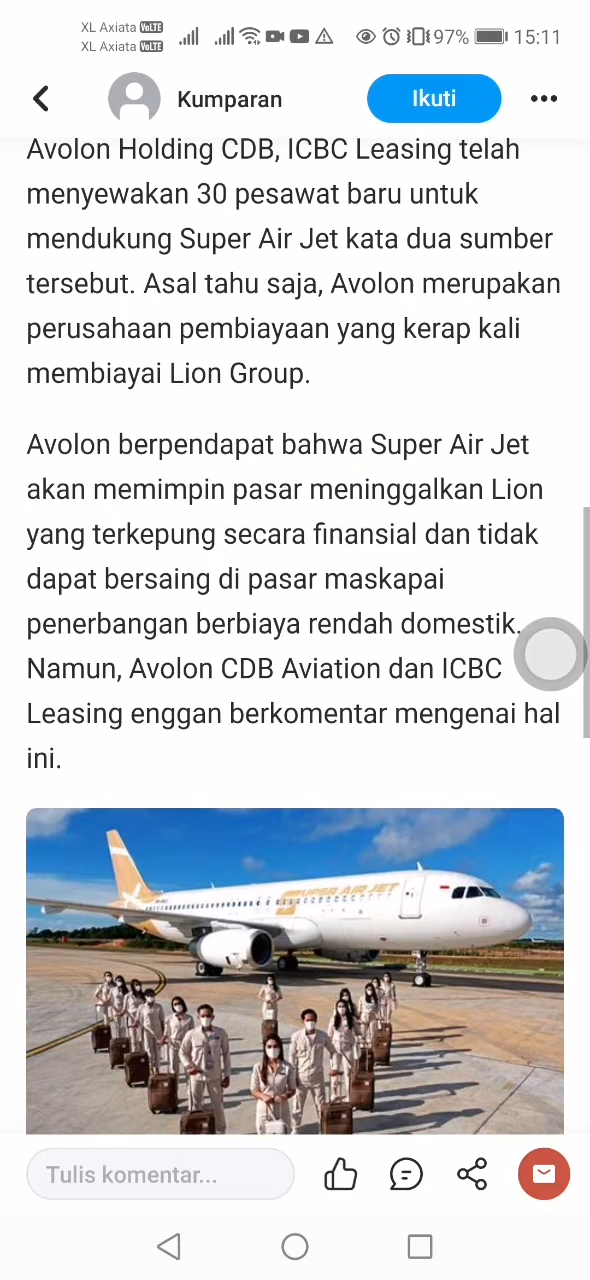 XL Axiata VoLTE
XL Axiata VoLTE
97% 15:11
Kumparan
Ikuti
Avolon Holding CDB, ICBC Leasing telah
menyewakan 30 pesawat baru untuk
mendukung Super Air Jet kata dua sumber
tersebut. Asal tahu saja, Avolon merupakan
perusahaan pembiayaan yang kerap kali
membiayai Lion Group.
Avolon berpendapat bahwa Super Air Jet
akan memimpin pasar meninggalkan Lion
yang terkepung secara finansial dan tidak
dapat bersaing di pasar maskapai
penerbangan berbiaya rendah domestik.
Namun, Avolon CDB Aviation dan ICBC
Leasing enggan berkomentar mengenai hal
ini.
SUPER AIR JET
Tulis komentar...